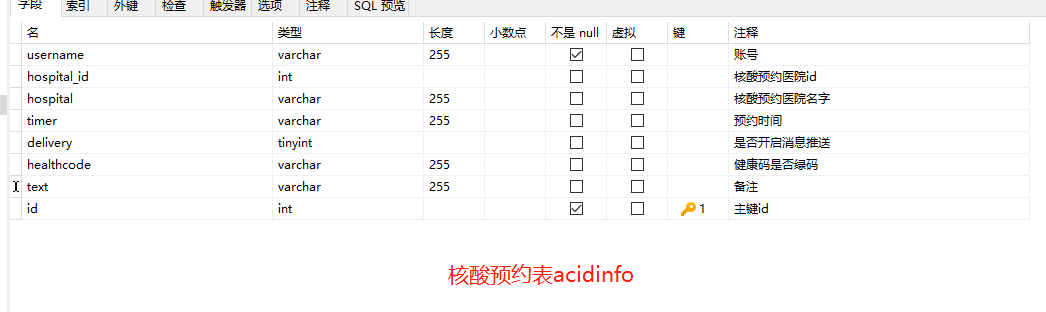 字段 索引 外键 检查 触发器 选项 注释 SQL 预览
名 类型 长度 小数点 不是 null 虚拟 键 注释
username varchar 255 账号
hospital_id int 核酸预约医院id
hospital varchar 255 核酸预约医院名字
timer varchar 255 预约时间
delivery tinyint 是否开启消息推送
healthcode varchar 255 健康码是否绿码
text varchar 255 备注
id int 1 主键id
核酸预约表acidinfo